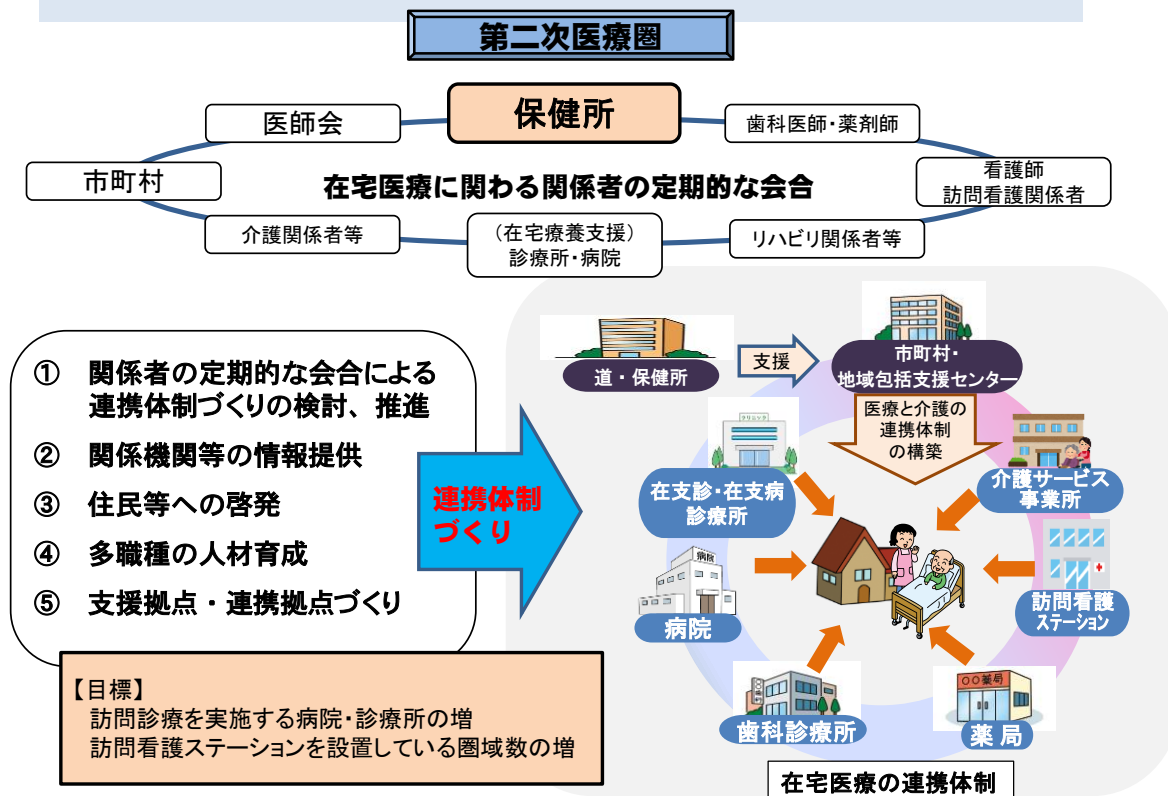 第二次医療圏
保健所
医師会
歯科医師・薬剤師
市町村
在宅医療に関わる関係者の定期的な会合
看護師
訪問看護関係者
介護関係者等
（在宅療養支援）
診療所・病院
リハビリ関係者等
① 関係者の定期的な会合による
連携体制づくりの検討、推進
② 関係機関等の情報提供
③ 住民等への啓発
④ 多職種の人材育成
⑤ 支援拠点・連携拠点づくり
【目標】
訪問診療を実施する病院・診療所の増
訪問看護ステーションを設置している圏域数の増
連携体制
づくり
道・保健所
支援
市町村・
地域包括支援センター
医療と介護の
連携体制
の構築
クリニック
在支診・在支病
診療所
介護サービス
事業所
病院
病院
訪問看護
ステーション
歯科診療所
〇〇薬局
薬局
在宅医療の連携体制